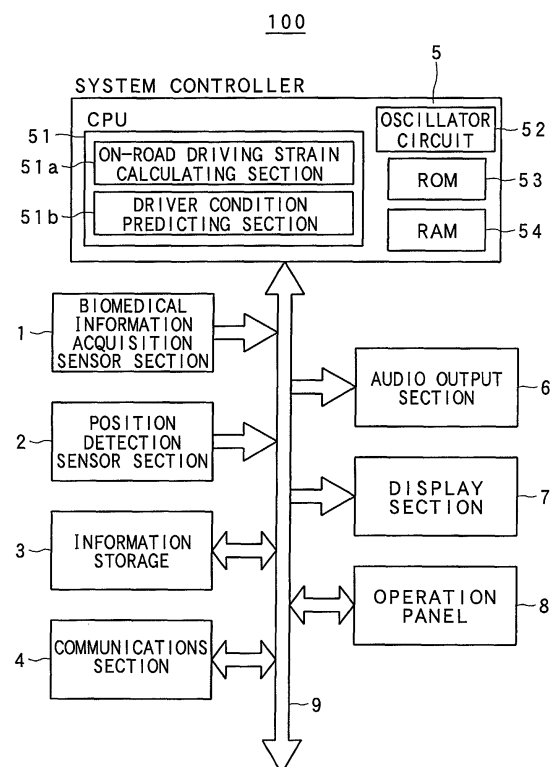 100
5
SYSTEM CONTROLLER
CPU
51
51a
ON-ROAD DRIVING STRAIN
CALCULATING SECTION
51b
DRIVER CONDITION
PREDICTING SECTION
OSCILLATOR
CIRCUIT
52
ROM
53
RAM
54
1
BIOMEDICAL
INFORMATION
ACQUISITION
SENSOR SECTION
2
POSITION
DETECTION
SENSOR SECTION
3
INFORMATION
STORAGE
4
COMMUNICATIONS
SECTION
AUDIO OUTPUT
SECTION
6
DISPLAY
SECTION
7
OPERATION
PANEL
8
9